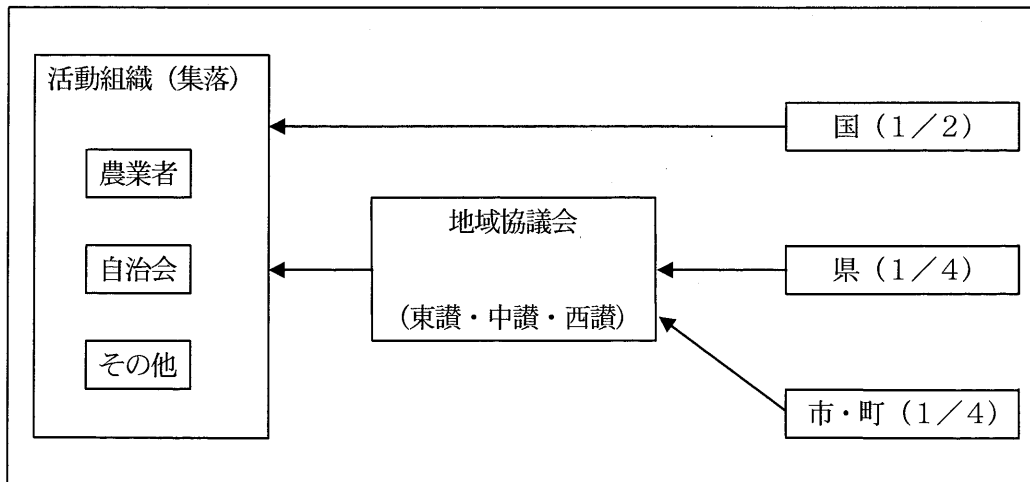 活動組織（集落）
農業者
自治会
その他
地域協議会
（東讃・中讃・西讃）
国（１／２）
県（１／４）
市・町（１／４）